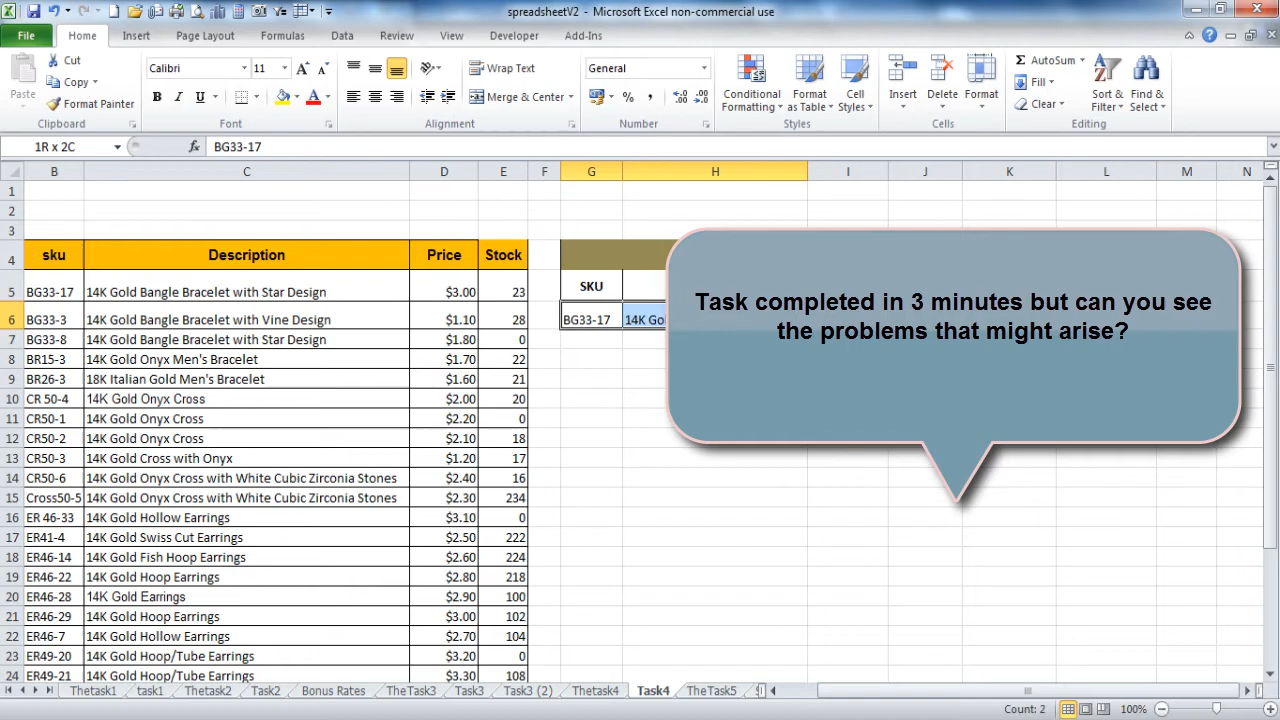 spreadsheetV2 - Microsoft Excel non-commercial use
File Home Insert Page Layout Formulas Data Review View Developer Add-Ins
Paste
Cut
Copy
Format Painter
Clipboard
Calibri 11
B I U A
Font
Wrap Text
Merge & Center
Alignment
General
$ % ,
Number
Conditional Formatting
Format as Table
Cell Styles
Styles
Insert Delete Format
Cells
Σ AutoSum
Fill
Clear
Sort & Filter
Find & Select
Editing
1R x 2C fx BG33-17
B C D E F G H I J K L M N
1
2
3
4 sku Description Price Stock
5 BG33-17 14K Gold Bangle Bracelet with Star Design $3.00 23 SKU
6 BG33-3 14K Gold Bangle Bracelet with Vine Design $1.10 28 BG33-17 14K Gol
7 BG33-8 14K Gold Bangle Bracelet with Star Design $1.80 0
8 BR15-3 14K Gold Onyx Men's Bracelet $1.70 22
9 BR26-3 18K Italian Gold Men's Bracelet $1.60 21
10 CR 50-4 14K Gold Onyx Cross $2.00 20
11 CR50-1 14K Gold Onyx Cross $2.20 0
12 CR50-2 14K Gold Onyx Cross $2.10 18
13 CR50-3 14K Gold Cross with Onyx $1.20 17
14 CR50-6 14K Gold Onyx Cross with White Cubic Zirconia Stones $2.40 16
15 Cross50-5 14K Gold Onyx Cross with White Cubic Zirconia Stones $2.30 234
16 ER 46-33 14K Gold Hollow Earrings $3.10 0
17 ER41-4 14K Gold Swiss Cut Earrings $2.50 222
18 ER46-14 14K Gold Fish Hoop Earrings $2.60 224
19 ER46-22 14K Gold Hoop Earrings $2.80 218
20 ER46-28 14K Gold Earrings $2.90 100
21 ER46-29 14K Gold Hoop Earrings $3.00 102
22 ER46-7 14K Gold Hollow Earrings $2.70 104
23 ER49-20 14K Gold Hoop/Tube Earrings $3.20 0
24 ER49-21 14K Gold Hoop/Tube Earrings $3.30 108
Task completed in 3 minutes but can you see
the problems that might arise?
Thetask1 task1 Thetask2 Task2 Bonus Rates TheTask3 Task3 Task3 (2) Thetask4 Task4 TheTask5
Count: 2 100%